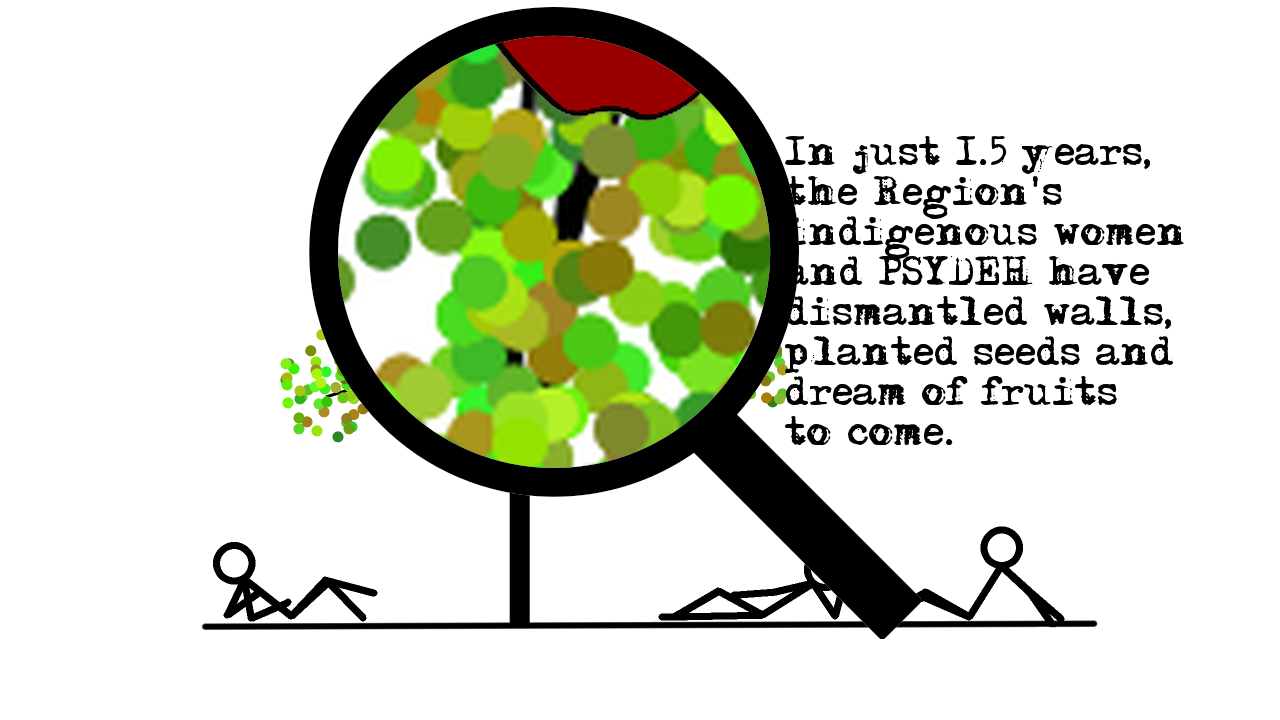 In just 1.5 years,
the Region's
indigenous women
and PSYDEH have
dismantled walls,
planted seeds and
dream of fruits
to come.